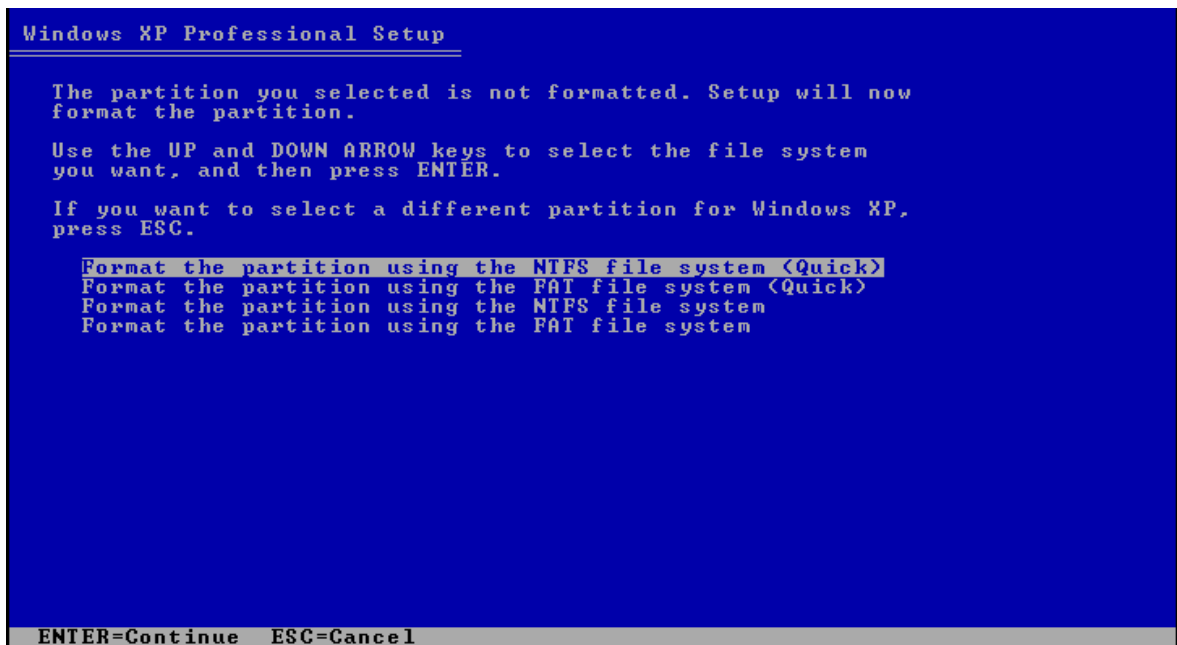 Windows XP Professional Setup
The partition you selected is not formatted. Setup will now
format the partition.
Use the UP and DOWN ARROW keys to select the file system
you want, and then press ENTER.
If you want to select a different partition for Windows XP,
press ESC.
Format the partition using the NTFS file system (Quick)
Format the partition using the FAT file system (Quick)
Format the partition using the NTFS file system
Format the partition using the FAT file system
ENTER=Continue ESC=Cancel